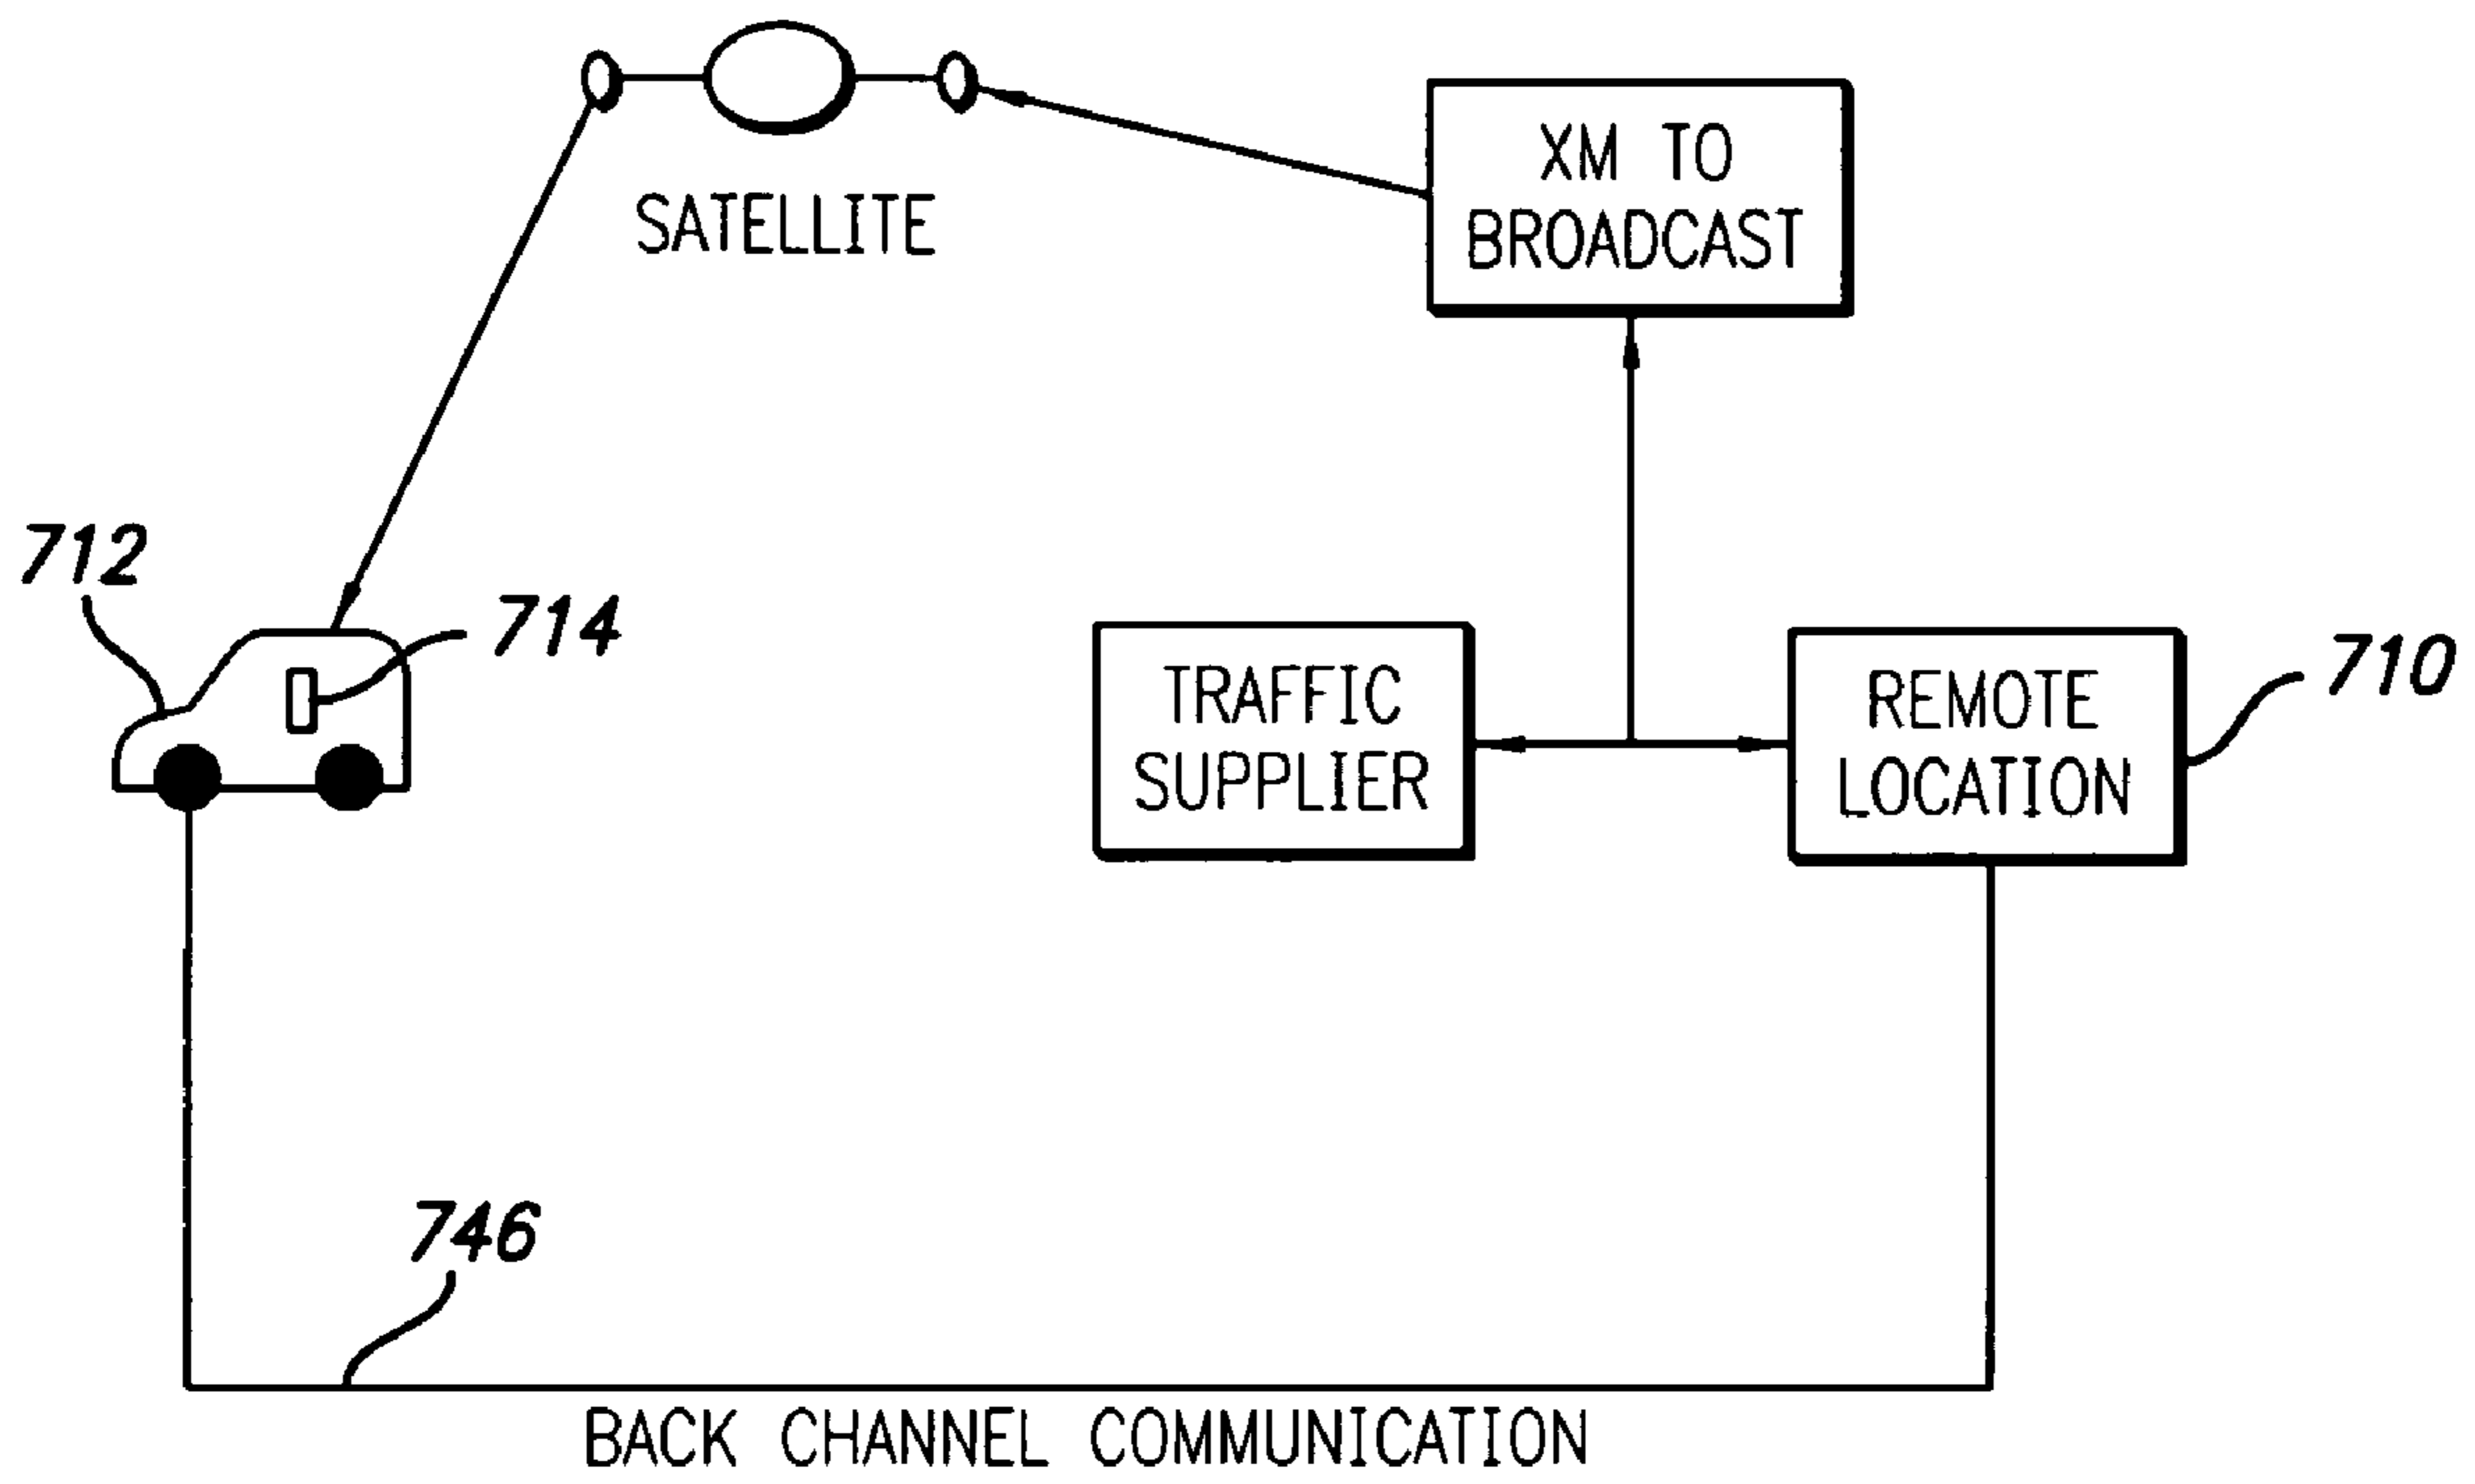 XM TO
BROADCAST
SATELLITE
712
714
TRAFFIC
SUPPLIER
REMOTE
LOCATION
710
746
BACK CHANNEL COMMUNICATION